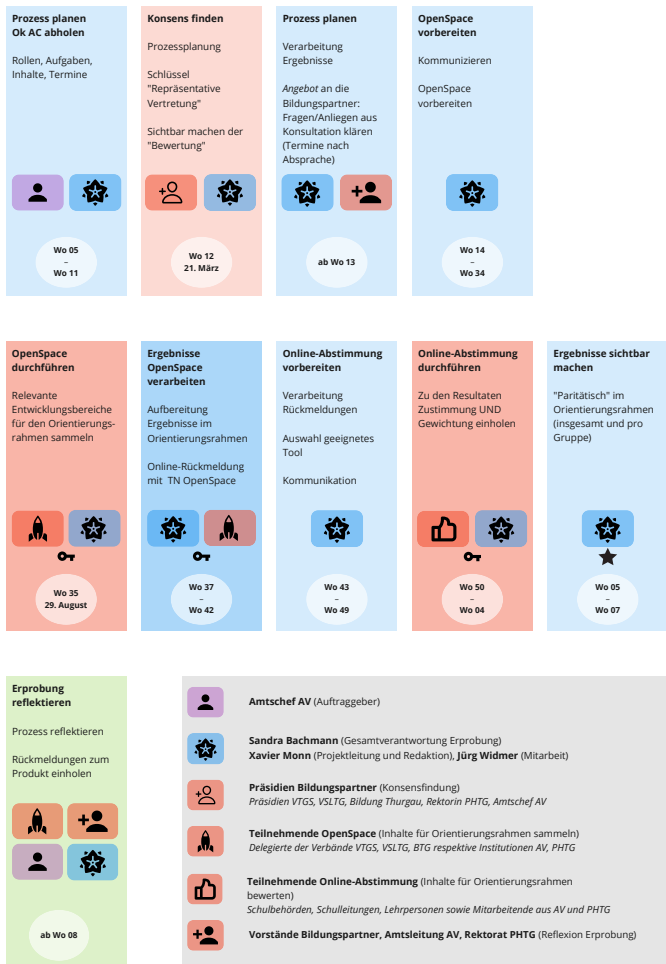 Prozess planen
Ok AC abholen
Rollen, Aufgaben,
Inhalte, Termine
Wo 05
–
Wo 11
Konsens finden
Prozessplanung
Schlüssel
"Repräsentative
Vertretung"
Sichtbar machen der
"Bewertung"
Wo 12
21. März
Prozess planen
Verarbeitung
Ergebnisse
Angebot an die
Bildungspartner:
Fragen/Anliegen aus
Konsultation klären
(Termine nach
Absprache)
ab Wo 13
OpenSpace
vorbereiten
Kommunizieren
OpenSpace
vorbereiten
Wo 14
–
Wo 34
OpenSpace
durchführen
Relevante
Entwicklungsbereiche
für den Orientierungs-
rahmen sammeln
Wo 35
29. August
Ergebnisse
OpenSpace
verarbeiten
Aufbereitung
Ergebnisse im
Orientierungsrahmen
Online-Rückmeldung
mit TN OpenSpace
Wo 37
–
Wo 42
Online-Abstimmung
vorbereiten
Verarbeitung
Rückmeldungen
Auswahl geeignetes
Tool
Kommunikation
Wo 43
–
Wo 49
Online-Abstimmung
durchführen
Zu den Resultaten
Zustimmung UND
Gewichtung einholen
Wo 50
–
Wo 04
Ergebnisse sichtbar
machen
"Paritätisch" im
Orientierungsrahmen
(insgesamt und pro
Gruppe)
Wo 05
–
Wo 07
Erprobung
reflektieren
Prozess reflektieren
Rückmeldungen zum
Produkt einholen
ab Wo 08
Amtschef AV (Auftraggeber)
Sandra Bachmann (Gesamtverantwortung Erprobung)
Xavier Monn (Projektleitung und Redaktion), Jürg Widmer (Mitarbeit)
Präsidien Bildungspartner (Konsensfindung)
Präsidien VTGS, VSLTG, Bildung Thurgau, Rektorin PHTG, Amtschef AV
Teilnehmende OpenSpace (Inhalte für Orientierungsrahmen sammeln)
Delegierte der Verbände VTGS, VSLTG, BTG respektive Institutionen AV, PHTG
Teilnehmende Online-Abstimmung (Inhalte für Orientierungsrahmen
bewerten)
Schulbehörden, Schulleitungen, Lehrpersonen sowie Mitarbeitende aus AV und PHTG
Vorstände Bildungspartner, Amtsleitung AV, Rektorat PHTG (Reflexion Erprobung)